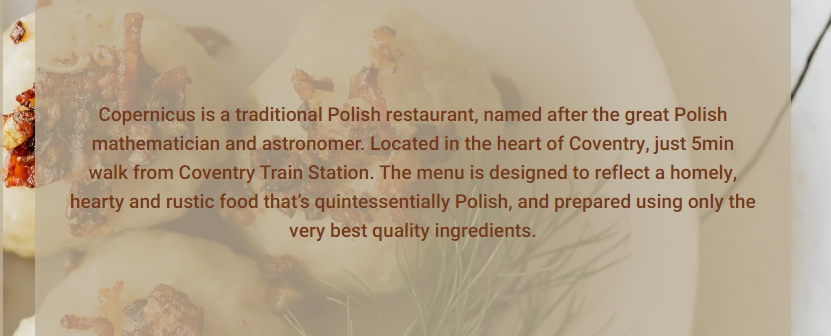 Copernicus is a traditional Polish restaurant, named after the great Polish
mathematician and astronomer. Located in the heart of Coventry, just 5min
walk from Coventry Train Station. The menu is designed to reflect a homely,
hearty and rustic food that's quintessentially Polish, and prepared using only the
very best quality ingredients.